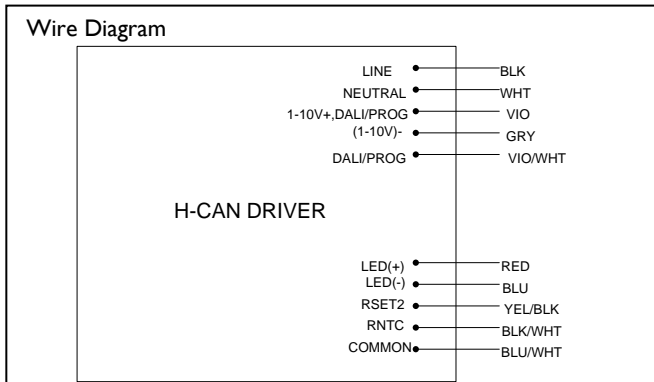 Wire Diagram
LINE BLK
NEUTRAL WHT
1-10V+,DALI/PROG VIO
(1-10V)- GRY
DALI/PROG VIO/WHT
H-CAN DRIVER
LED(+) RED
LED(-) BLU
RSET2 YEL/BLK
RNTC BLK/WHT
COMMON BLU/WHT